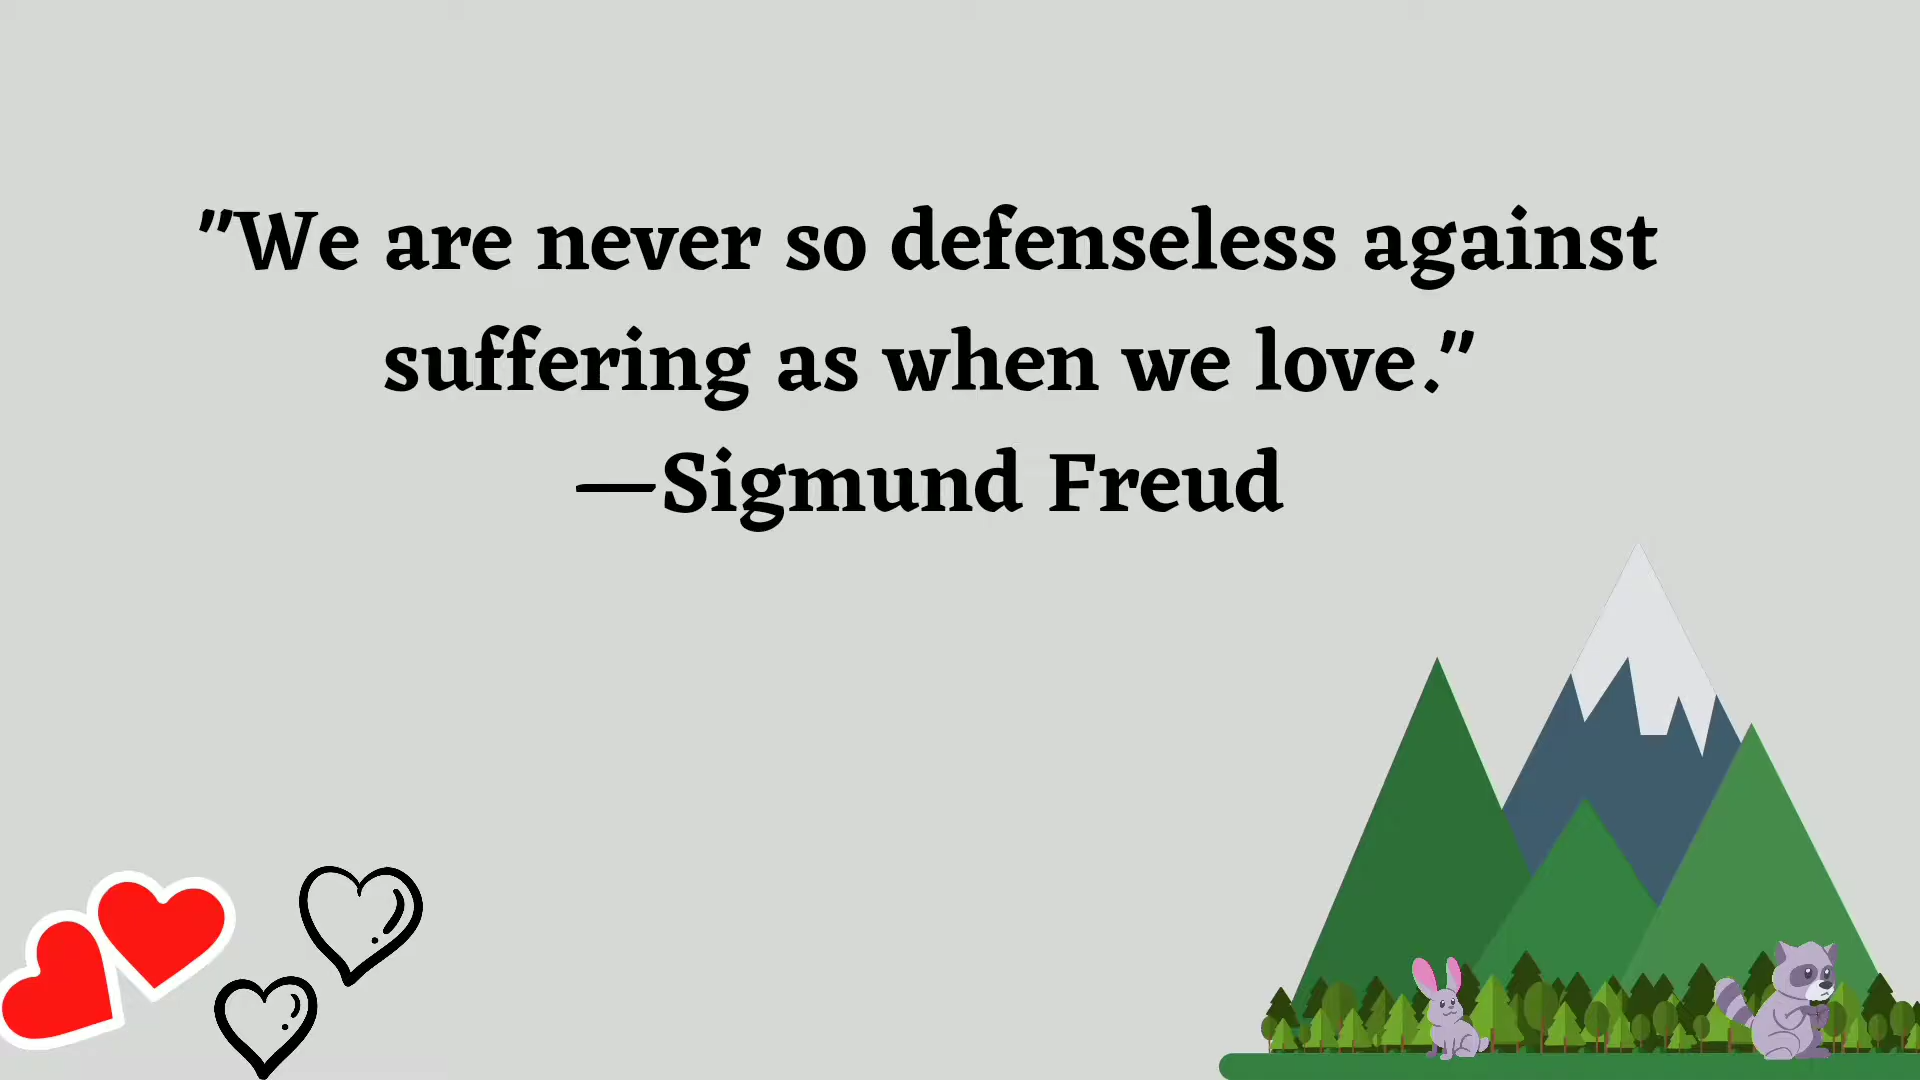 "We are never so defenseless against
suffering as when we love."
—Sigmund Freud